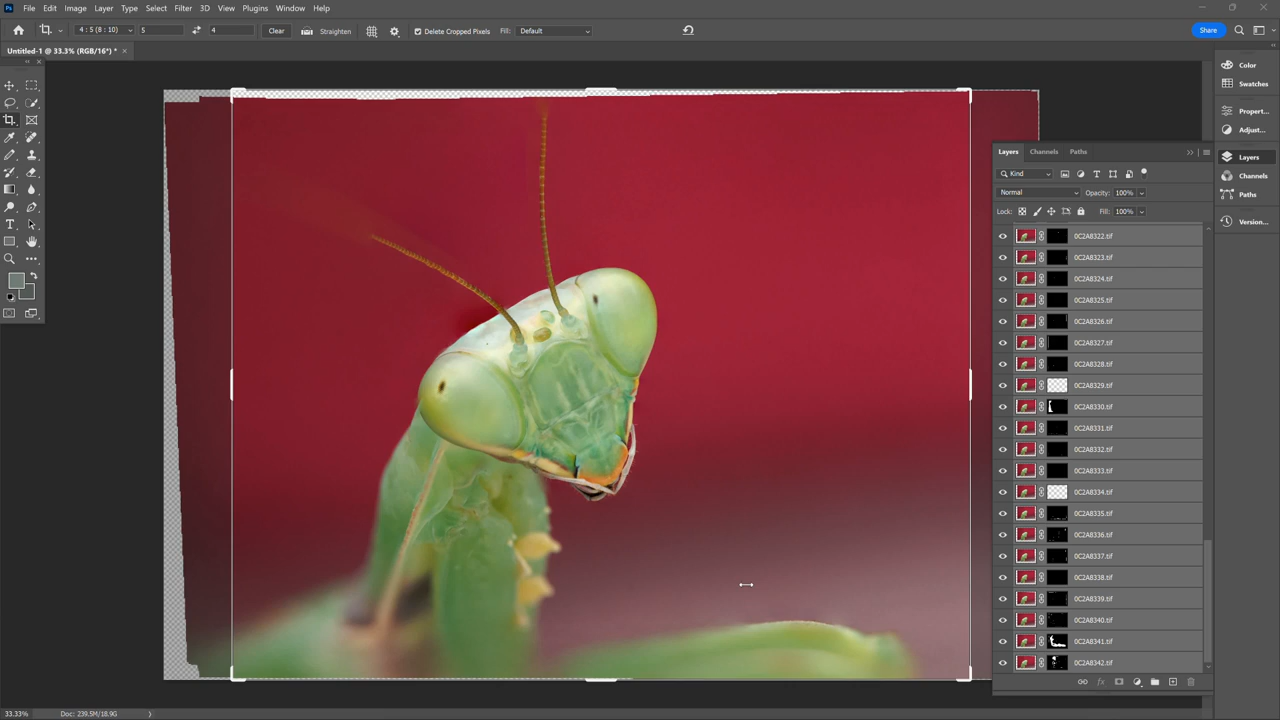 Ps File Edit Image Layer Type Select Filter 3D View Plugins Window Help
4 : 5 (8 : 10) 5 4 Clear Straighten Delete Cropped Pixels Fill: Default Share
Untitled-1 @ 33.3% (RGB/16*) * ×
Color
Swatches
Propert...
Adjust...
Layers
Channels
Paths
Version...
Layers Channels Paths
Kind
Normal Opacity: 100%
Lock: Fill: 100%
0C2A8322.tif
0C2A8323.tif
0C2A8324.tif
0C2A8325.tif
0C2A8326.tif
0C2A8327.tif
0C2A8328.tif
0C2A8329.tif
0C2A8330.tif
0C2A8331.tif
0C2A8332.tif
0C2A8333.tif
0C2A8334.tif
0C2A8335.tif
0C2A8336.tif
0C2A8337.tif
0C2A8338.tif
0C2A8339.tif
0C2A8340.tif
0C2A8341.tif
0C2A8342.tif
33.33% Doc: 239.5M/18.9G